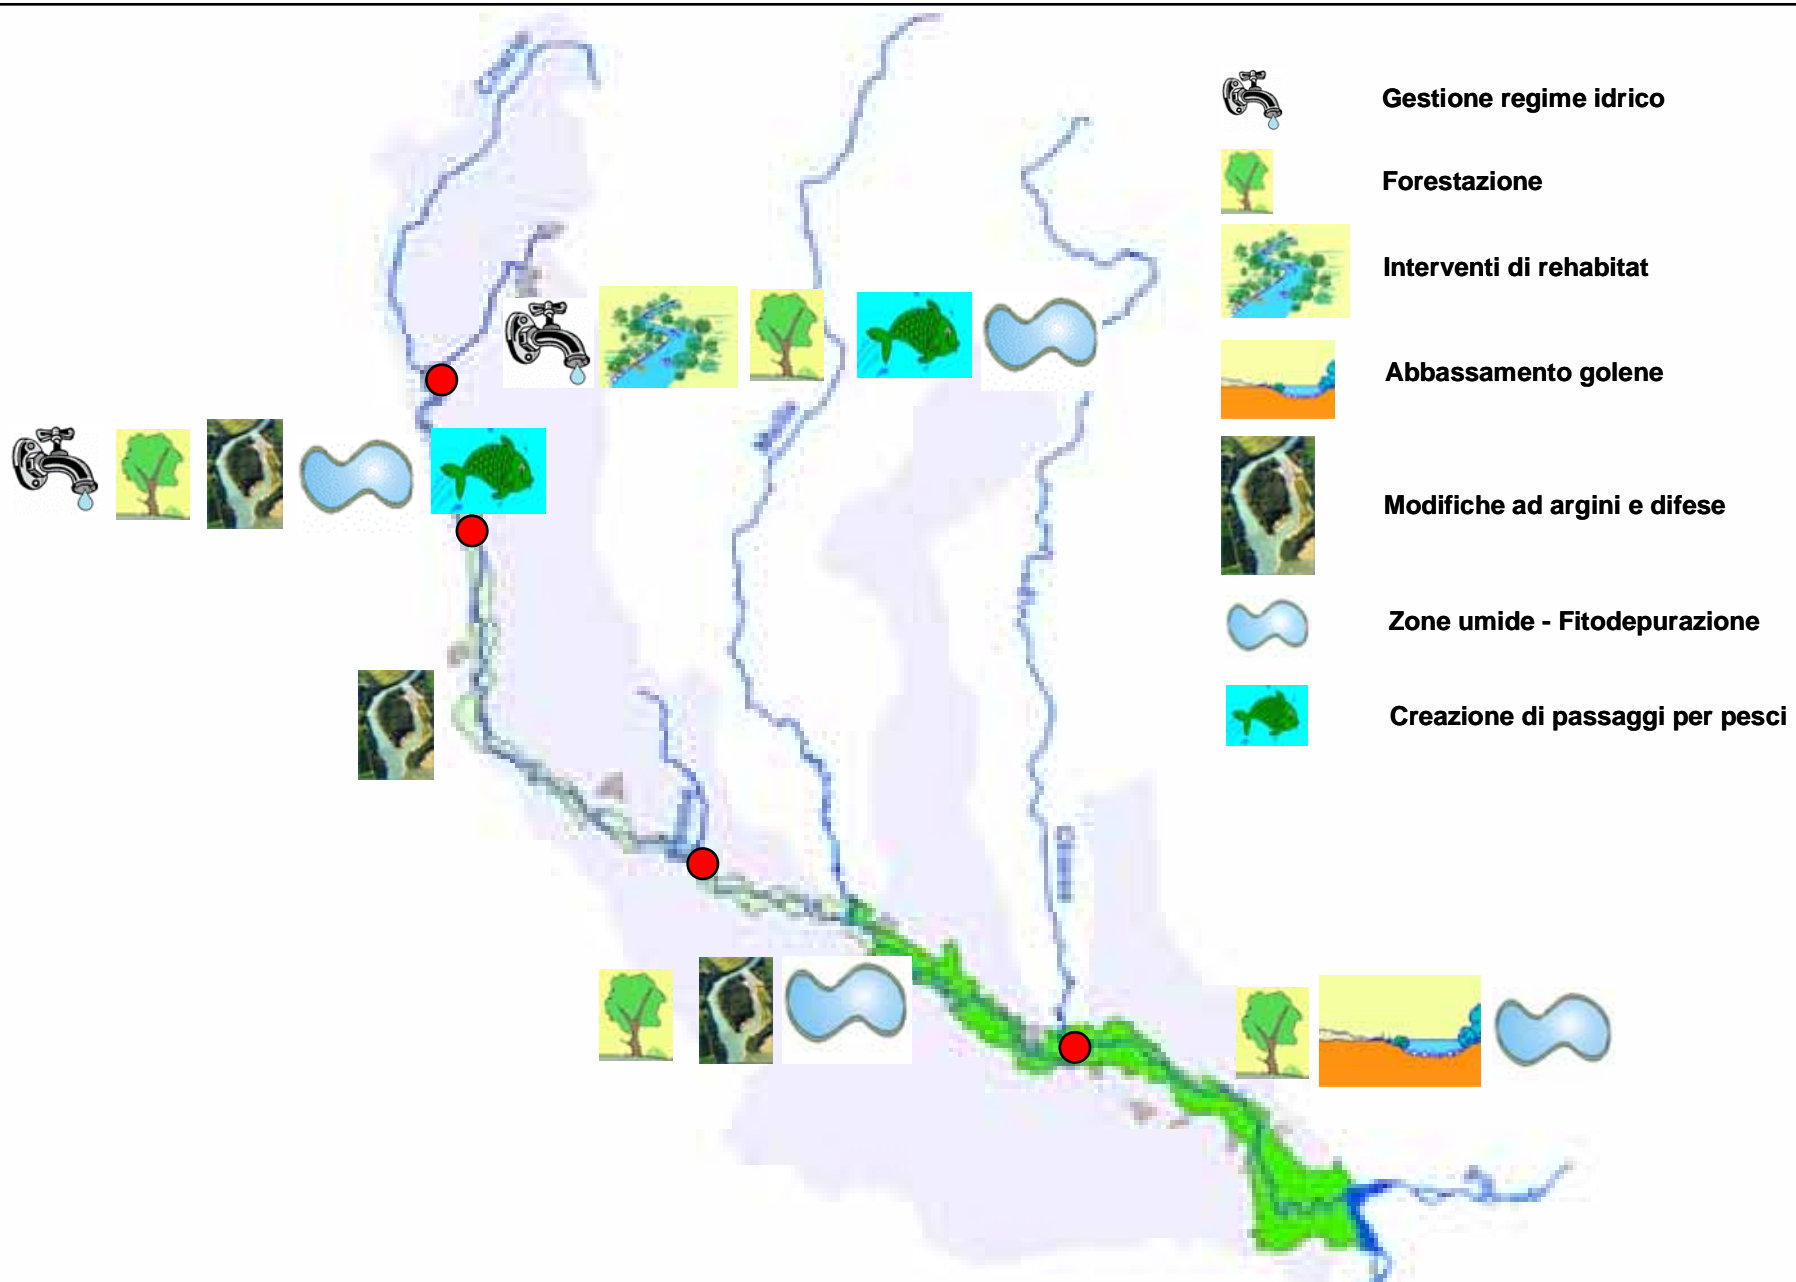 Gestione regime idrico
Forestazione
Interventi di rehabitat
Abbassamento golene
Modifiche ad argini e difese
Zone umide - Fitodepurazione
Creazione di passaggi per pesci